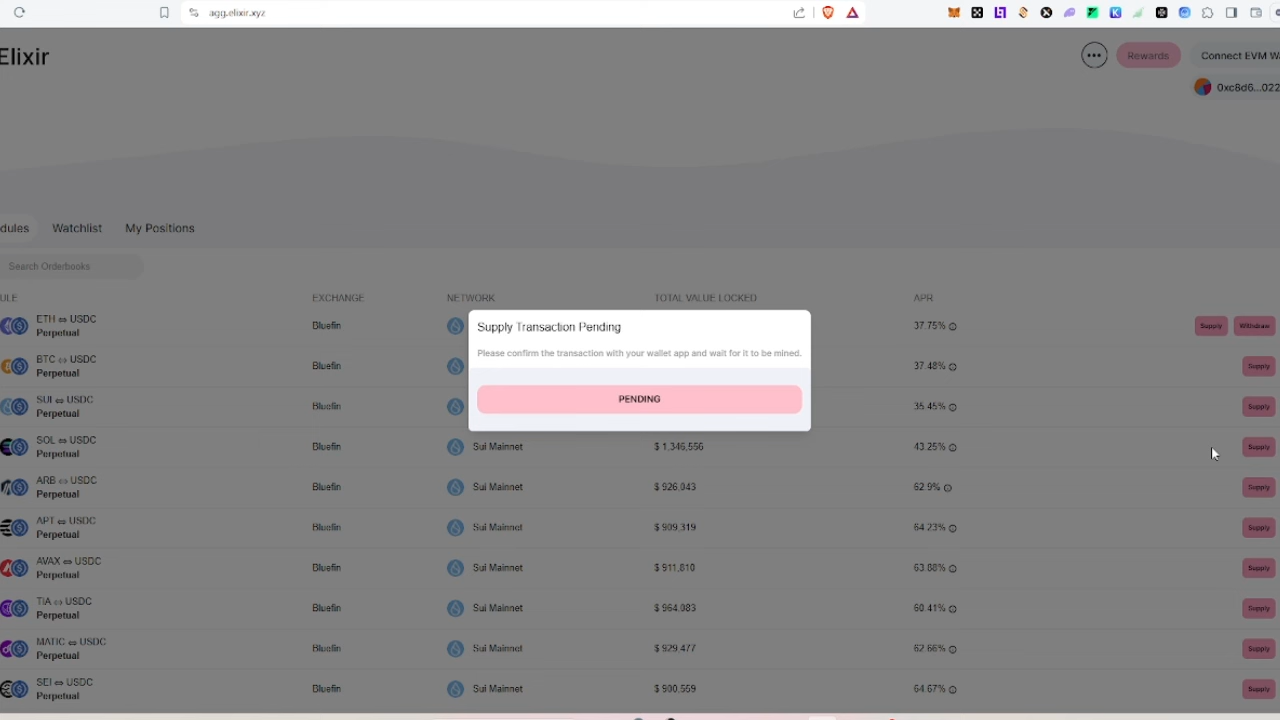 agg.elixir.xyz
Elixir
Rewards
Connect EVM Wa
0xc8d6...022
dules Watchlist My Positions
Search Orderbooks
ULE EXCHANGE NETWORK TOTAL VALUE LOCKED APR
ETH ⇔ USDC
Perpetual
Bluefin 37.75% Supply Withdraw
BTC ⇔ USDC
Perpetual
Bluefin 37.48% Supply
SUI ⇔ USDC
Perpetual
Bluefin 35.45% Supply
Supply Transaction Pending
Please confirm the transaction with your wallet app and wait for it to be mined.
PENDING
SOL ⇔ USDC
Perpetual
Bluefin Sui Mainnet $ 1,346,556 43.25% Supply
ARB ⇔ USDC
Perpetual
Bluefin Sui Mainnet $ 926,043 62.9% Supply
APT ⇔ USDC
Perpetual
Bluefin Sui Mainnet $ 909,319 64.23% Supply
AVAX ⇔ USDC
Perpetual
Bluefin Sui Mainnet 63.88% Supply
TIA ⇔ USDC
Perpetual
Bluefin Sui Mainnet $ 964,083 60.41% Supply
MATIC ⇔ USDC
Perpetual
Bluefin Sui Mainnet $ 929,477 62.66% Supply
SEI ⇔ USDC
Perpetual
Bluefin Sui Mainnet 64.67% Supply